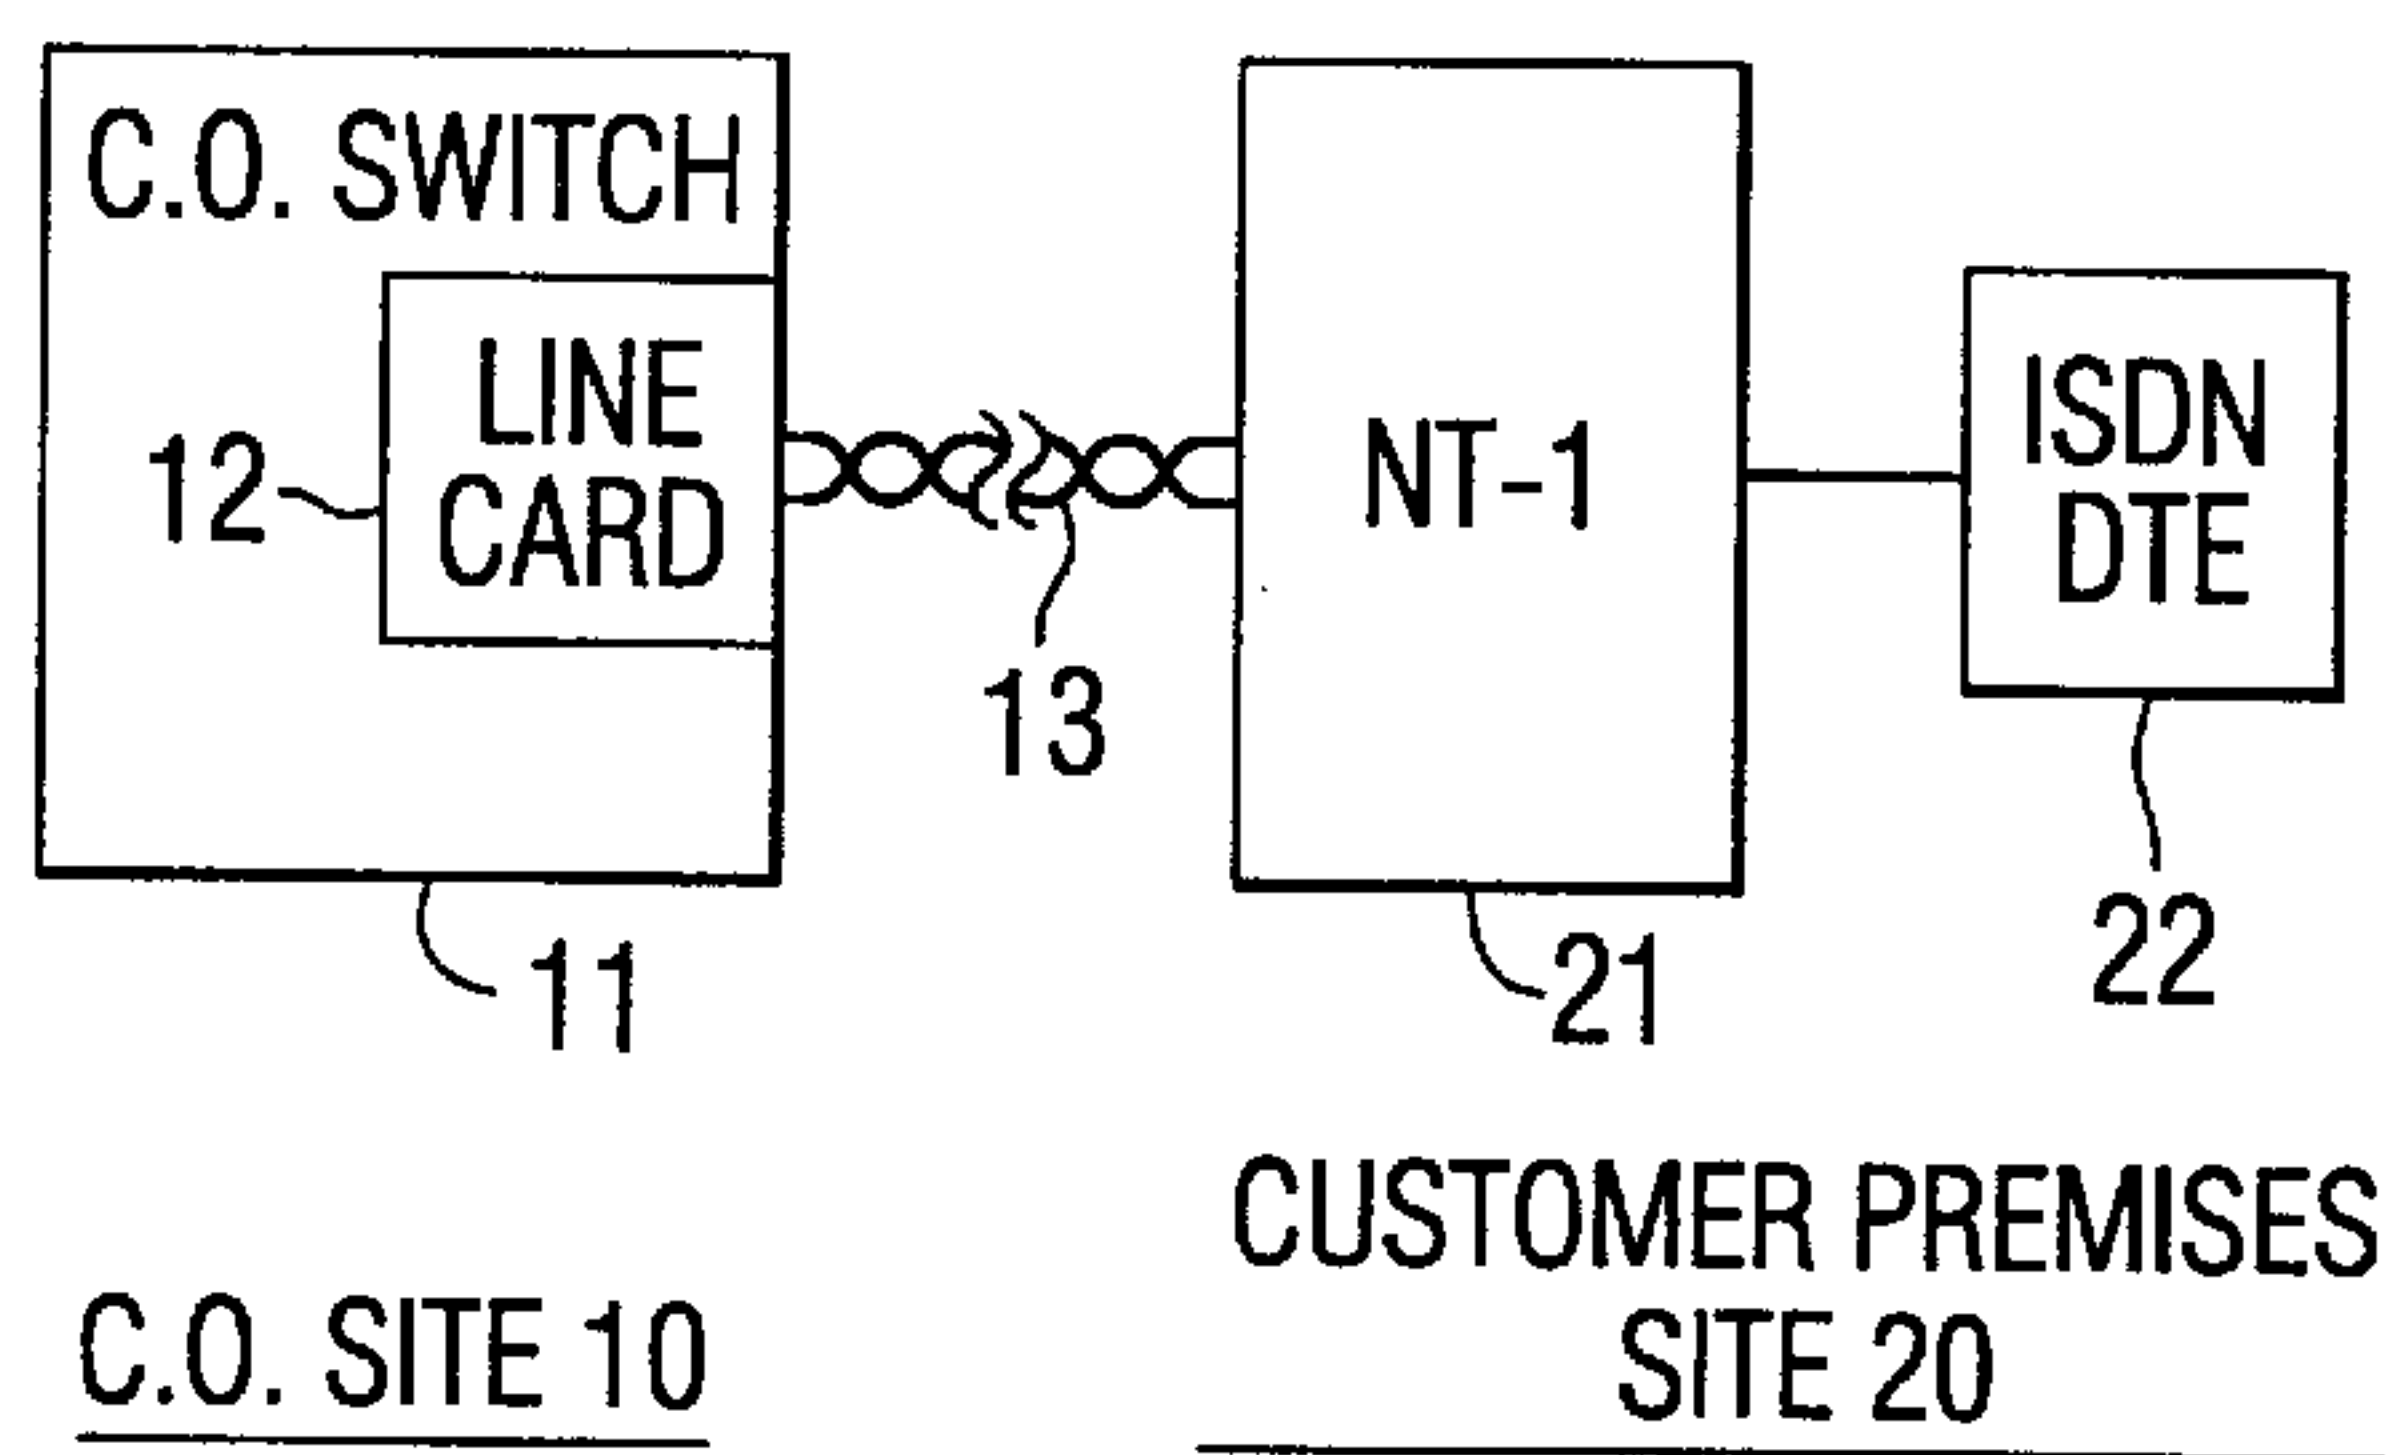 C.O. SWITCH
LINE
CARD
12
13
11
NT-1
21
ISDN
DTE
22
C.O. SITE 10
CUSTOMER PREMISES
SITE 20